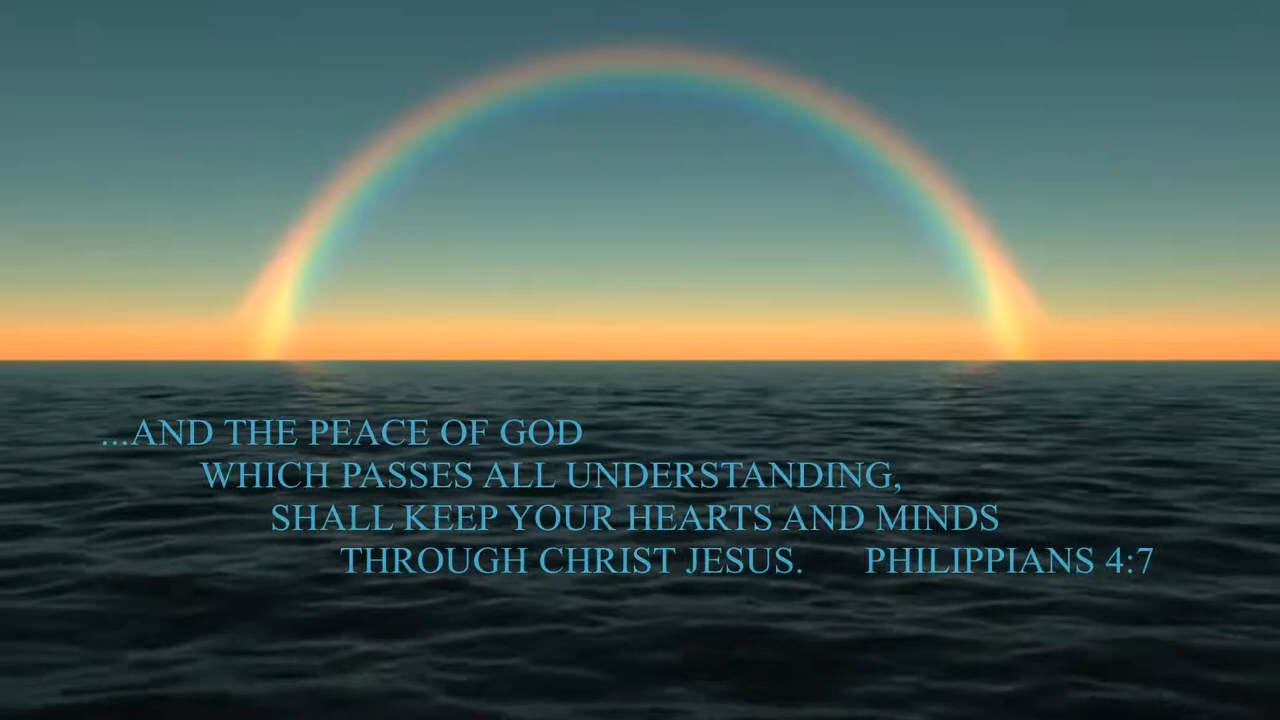 ...AND THE PEACE OF GOD
WHICH PASSES ALL UNDERSTANDING,
SHALL KEEP YOUR HEARTS AND MINDS
THROUGH CHRIST JESUS. PHILIPPIANS 4:7